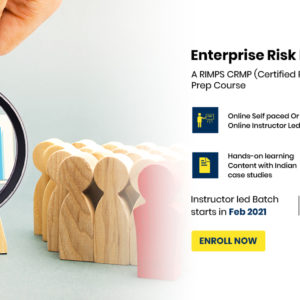 Enterprise Risk
A RIMPS CRMP (Certified
Prep Course
Online Self paced Or
Online Instructor Led
Hands-on learning
Content with Indian
case studies
Instructor led Batch
starts in Feb 2021
ENROLL NOW